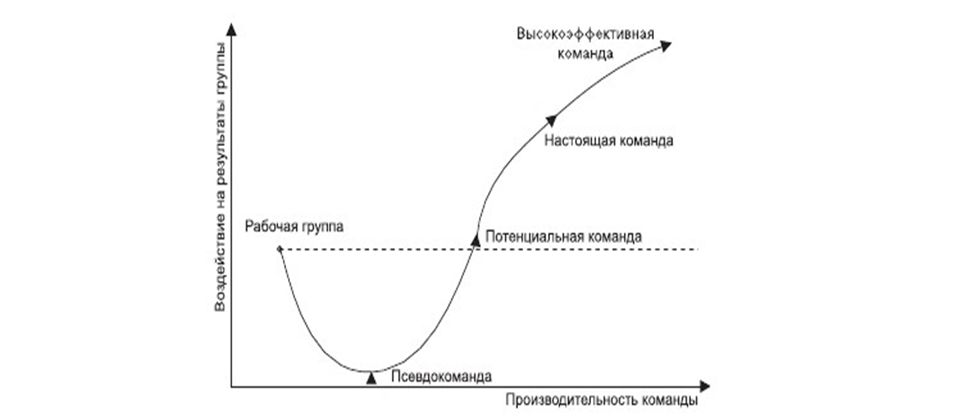 Воздействие на результаты группы
Высокоэффективная
команда
Настоящая команда
Рабочая группа
Потенциальная команда
Псевдокоманда
Производительность команды